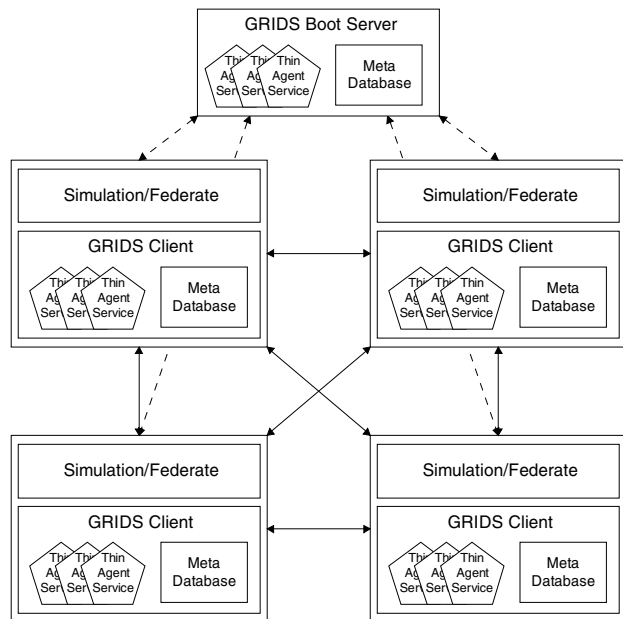 GRIDS Boot Server
Thin
Agent
Service
Meta
Database
Simulation/Federate
GRIDS Client
Thin
Agent
Service
Meta
Database
Simulation/Federate
GRIDS Client
Thin
Agent
Service
Meta
Database
Simulation/Federate
GRIDS Client
Thin
Agent
Service
Meta
Database
Simulation/Federate
GRIDS Client
Thin
Agent
Service
Meta
Database